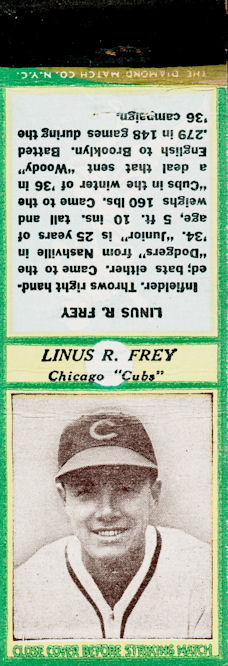 THE DIAMOND MATCH CO. N.Y.C.
LINUS R. FREY
Infielder. Throws right hand-
ed; bats either. Came to the
"Dodgers" from Nashville in
'34. "Junior" is 25 years of
age, 5 ft. 10 ins. tall and
weighs 160 lbs. Came to the
"Cubs in the winter of '36 in
a deal that sent "Woody"
English to Brooklyn. Batted
.279 in 148 games during the
'36 campaign.
LINUS R. FREY
Chicago "Cubs"
C
CLOSE COVER BEFORE STRIKING MATCH